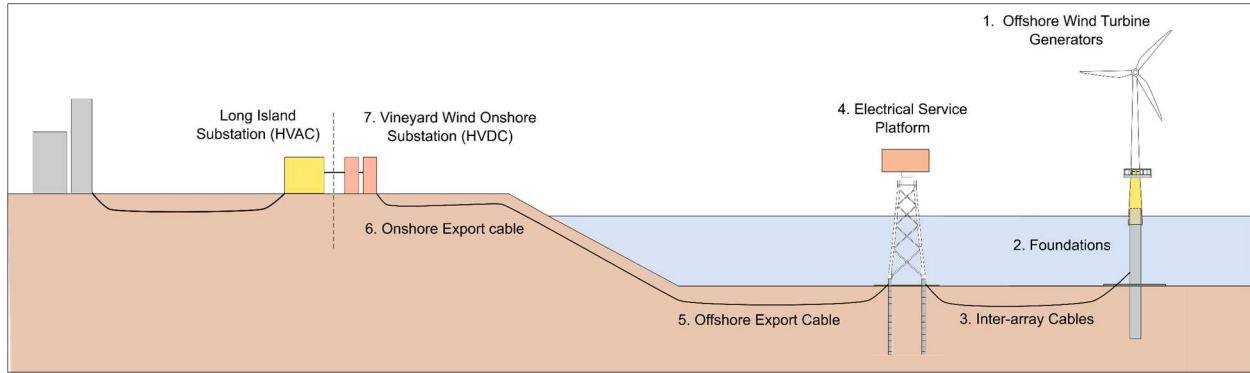 1. Offshore Wind Turbine
Generators
Long Island
Substation (HVAC)
7. Vineyard Wind Onshore
Substation (HVDC)
4. Electrical Service
Platform
6. Onshore Export cable
2. Foundations
5. Offshore Export Cable
3. Inter-array Cables